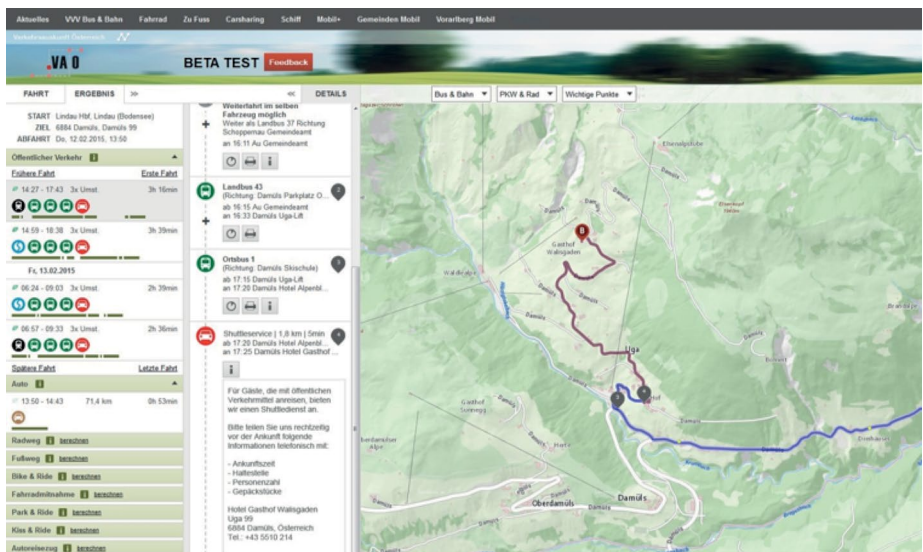 Aktuelles VVV Bus & Bahn Fahrrad Zu Fuss Carsharing Schiff Mobil+ Gemeinden Mobil Vorarlberg Mobil
Verkehrsauskunft Österreich
VAO
BETA TEST Feedback
FAHRT ERGEBNIS >>
START Lindau Hbf, Lindau (Bodensee)
ZIEL 6884 Damüls, Damüls 99
ABFAHRT Do, 12.02.2015, 13:50
Öffentlicher Verkehr i
Frühere Fahrt Erste Fahrt
14:27 - 17:43 3x Umst. 3h 16min
14:59 - 18:38 3x Umst. 3h 39min
Fr, 13.02.2015
06:24 - 09:03 3x Umst. 2h 39min
06:57 - 09:33 3x Umst. 2h 36min
Spätere Fahrt Letzte Fahrt
Auto i
13:50 - 14:43 71,4 km 0h 53min
Radweg i berechnen
Fußweg i berechnen
Bike & Ride i berechnen
Fahrradmitnahme i berechnen
Park & Ride i berechnen
Kiss & Ride i berechnen
Autoreisezug i berechnen
<< DETAILS
Weiterfahrt im selben
Fahrzeug möglich
Weiter als Landbus 37 Richtung
Schoppernau Gemeindeamt
an 16:11 Au Gemeindeamt
Landbus 43
(Richtung: Damüls Parkplatz O...
ab 16:15 Au Gemeindeamt
an 16:33 Damüls Uga-Lift
Ortsbus 1
(Richtung: Damüls Skischule)
ab 17:15 Damüls Uga-Lift
an 17:20 Damüls Hotel Alpenbl...
Shuttleservice | 1,8 km | 5min
ab 17:20 Damüls Hotel Alpenbl...
an 17:25 Damüls Hotel Gasthof ...
i
Für Gäste, die mit öffentlichen
Verkehrmittel anreisen, bieten
wir einen Shuttledienst an.
Bitte teilen Sie uns rechtzeitig
vor der Ankunft folgende
Informationen telefonisch mit:
- Ankunftszeit
- Haltestelle
- Personenzahl
- Gepäckstücke
Hotel Gasthof Walisgaden
Uga 99
6884 Damüls, Österreich
Tel.: +43 5510 214
Bus & Bahn PKW & Rad Wichtige Punkte
B
Gasthof
Walisgaden
Damüls
Uga
3
4
Gasthof
Sonnegg
Oberdamüls
Damüls